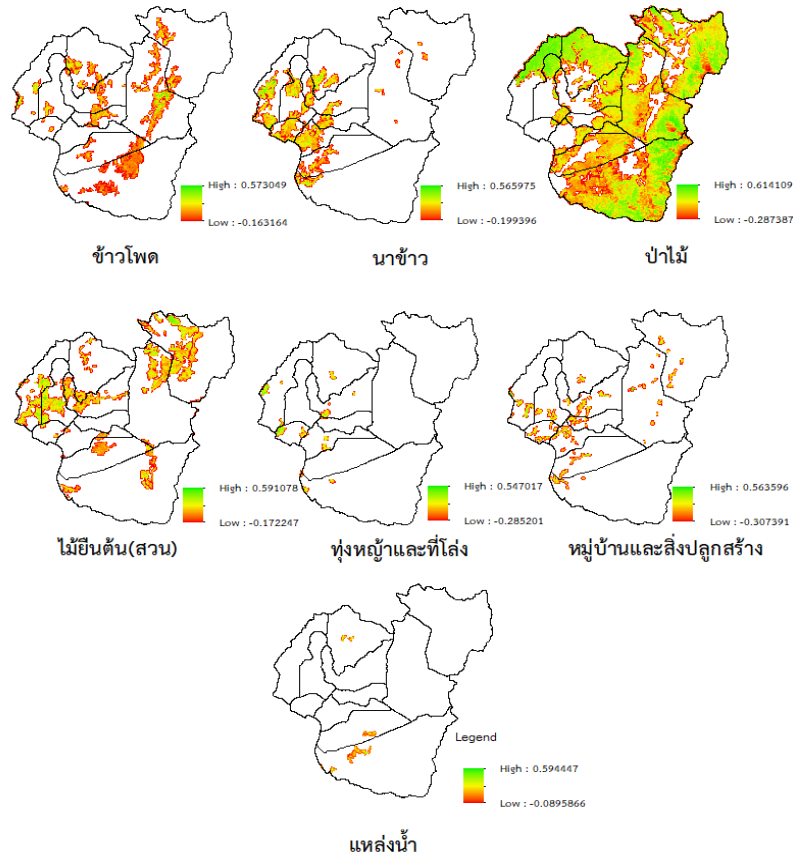 High : 0.573049
Low : -0.163164
ข้าวโพด
High : 0.565975
Low : -0.199396
นาข้าว
High : 0.614109
Low : -0.287387
ป่าไม้
High : 0.591078
Low : -0.172247
ไม้ยืนต้น(สวน)
High : 0.547017
Low : -0.285201
ทุ่งหญ้าและที่โล่ง
High : 0.563596
Low : -0.307391
หมู่บ้านและสิ่งปลูกสร้าง
Legend
High : 0.594447
Low : -0.0895866
แหล่งน้ำ